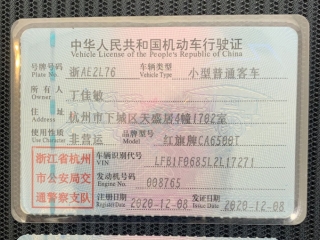 中华人民共和国机动车行驶证
Vehicle License of the People's Republic of China
号牌号码 浙AEZL76 车辆类型 小型普通客车
Plate No. Vehicle Type
所有人 丁佳敏
Owner
住址 杭州市下城区天盛居4幢1702室
Address
使用性质 非营运 品牌型号 红旗牌CA6500T
Use Character Model
浙江省杭州
市公安局交
通警察支队
车辆识别代号 LFB1F0685LZL17271
VIN
发动机号码 008765
Engine No.
注册日期 2020-12-08 发证日期 2020-12-08
Register Date Issue Date